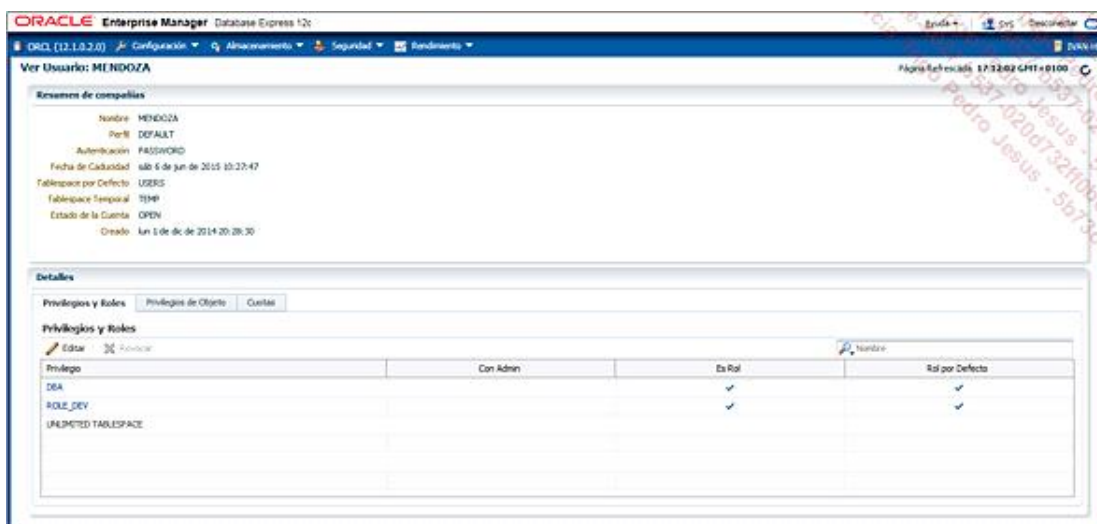 ORACLE Enterprise Manager Database Express 12c
Ayuda SYS Desconectar
ORCL (12.1.0.2.0) Configuración Almacenamiento Seguridad Rendimiento
Ver Usuario: MENDOZA
Página Refrescada 17:12:02 GMT+0100
Resumen de compañías
Nombre MENDOZA
Perfil DEFAULT
Autenticación PASSWORD
Fecha de Caducidad sáb 6 de jun de 2015 10:27:47
Tablespace por Defecto USERS
Tablespace Temporal TEMP
Estado de la Cuenta OPEN
Creado lun 1 de dic de 2014 20:28:30
Detalles
Privilegios y Roles Privilegios de Objeto Cuotas
Privilegios y Roles
Editar Revocar Nombre
Privilegio Con Admin Es Rol Rol por Defecto
DBA
ROLE_DEV
UNLIMITED TABLESPACE
Pedro Jesus